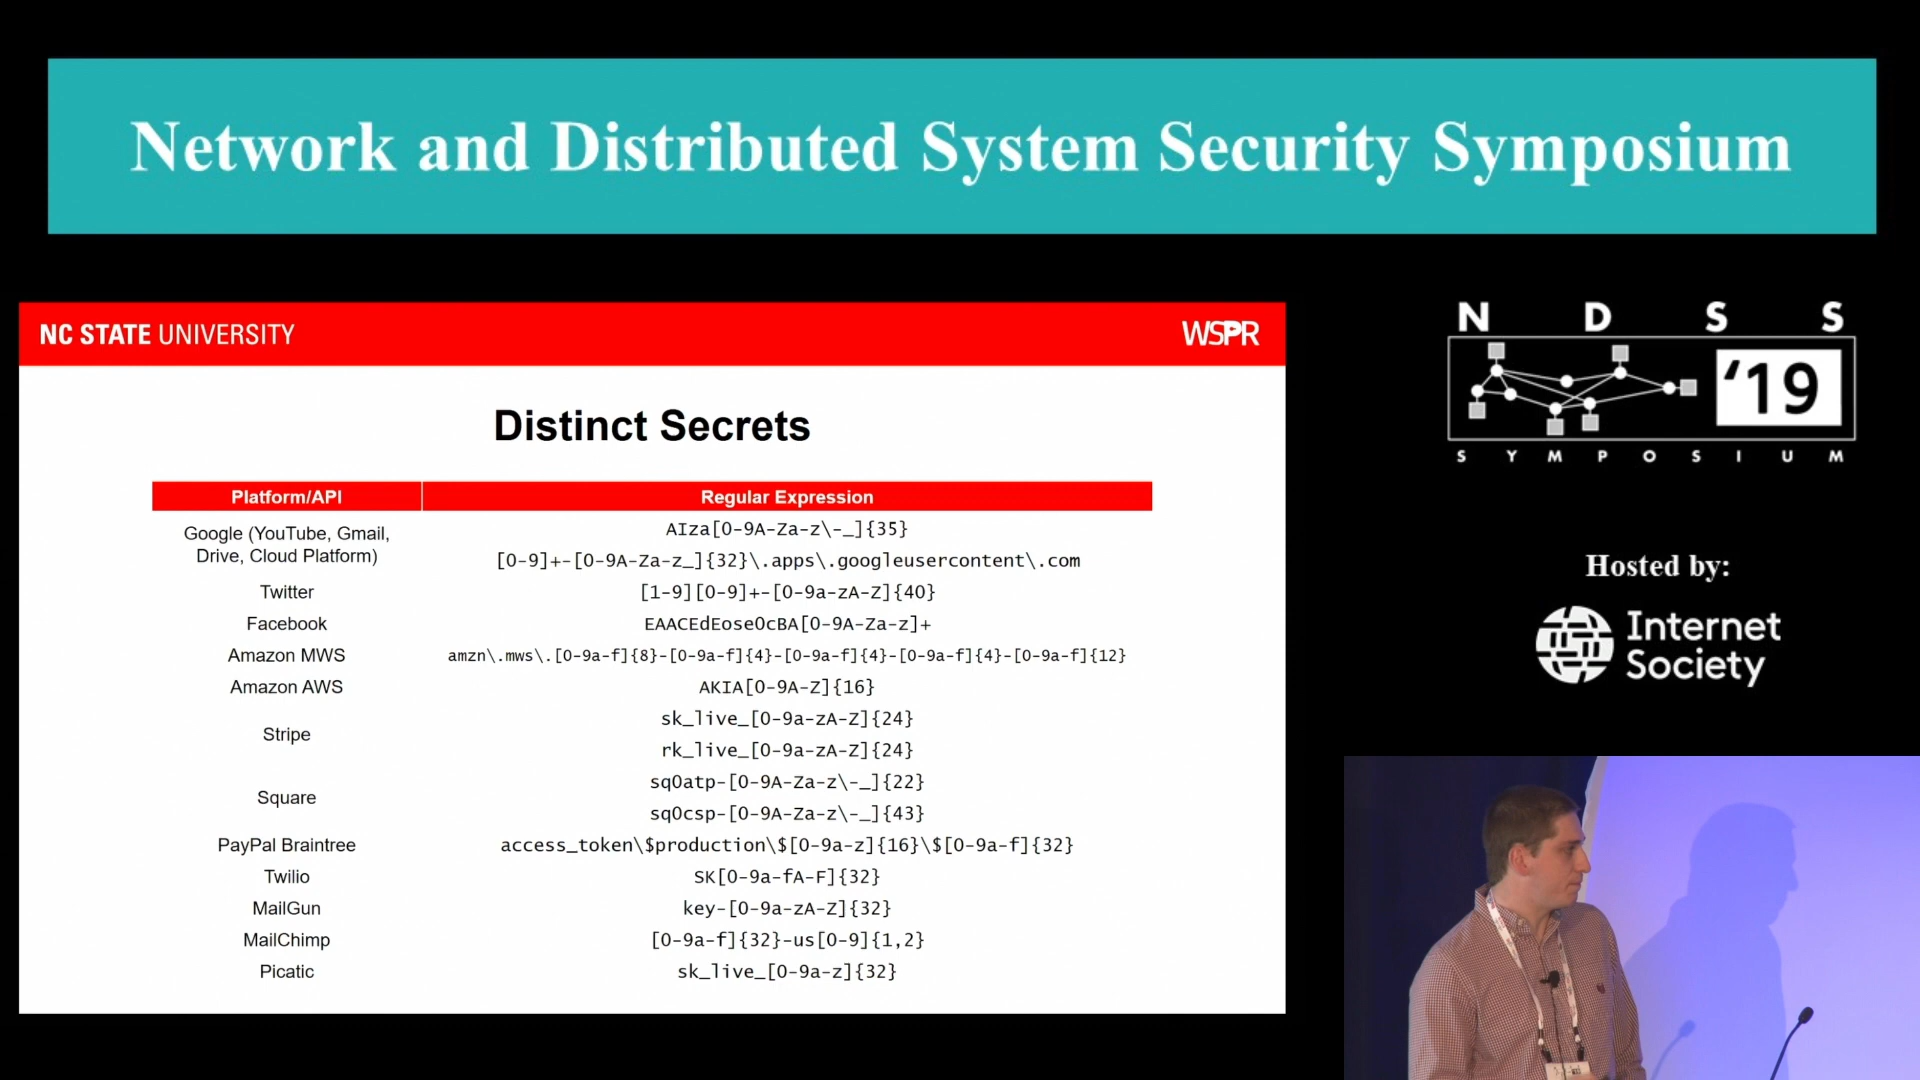 Network and Distributed System Security Symposium
NC STATE UNIVERSITY
WSPR
Distinct Secrets
Platform/API
Regular Expression
Google (YouTube, Gmail,
Drive, Cloud Platform)
AIza[0-9A-Za-z\-_]{35}
[0-9]+-[0-9A-Za-z_]{32}\.apps\.googleusercontent\.com
Twitter
[1-9][0-9]+-[0-9a-zA-Z]{40}
Facebook
EAACEdEose0cBA[0-9A-Za-z]+
Amazon MWS
amzn\.mws\.[0-9a-f]{8}-[0-9a-f]{4}-[0-9a-f]{4}-[0-9a-f]{4}-[0-9a-f]{12}
Amazon AWS
AKIA[0-9A-Z]{16}
Stripe
sk_live_[0-9a-zA-Z]{24}
rk_live_[0-9a-zA-Z]{24}
Square
sq0atp-[0-9A-Za-z\-_]{22}
sq0csp-[0-9A-Za-z\-_]{43}
PayPal Braintree
access_token\$production\$[0-9a-z]{16}\$[0-9a-f]{32}
Twilio
SK[0-9a-fA-F]{32}
MailGun
key-[0-9a-zA-Z]{32}
MailChimp
[0-9a-f]{32}-us[0-9]{1,2}
Picatic
sk_live_[0-9a-z]{32}
N D S S
'19
S Y M P O S I U M
Hosted by:
Internet
Society